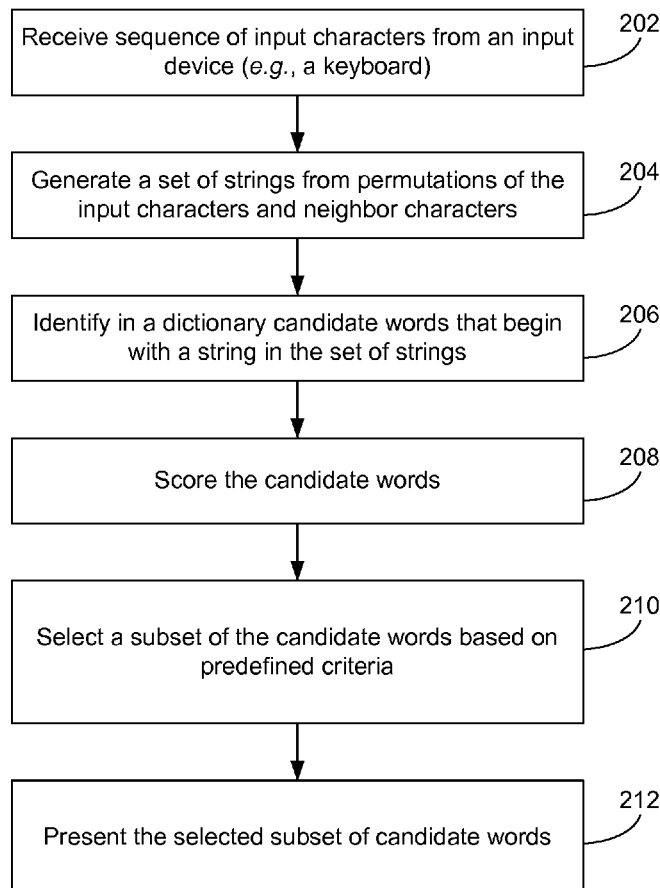 Receive sequence of input characters from an input
device (e.g., a keyboard)
202
Generate a set of strings from permutations of the
input characters and neighbor characters
204
Identify in a dictionary candidate words that begin
with a string in the set of strings
206
Score the candidate words
208
Select a subset of the candidate words based on
predefined criteria
210
Present the selected subset of candidate words
212